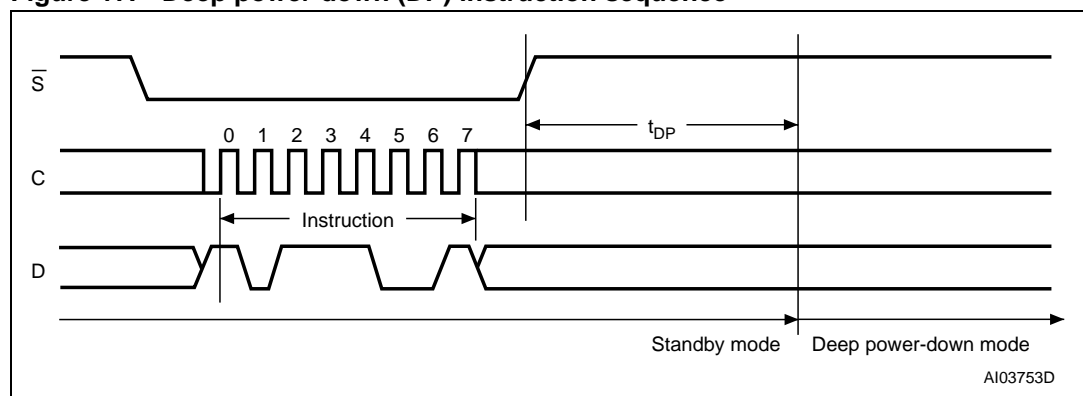 Figure 17. Deep power-down (DP) instruction sequence
S
0 1 2 3 4 5 6 7
tDP
C
Instruction
D
Standby mode Deep power-down mode
AI03753D